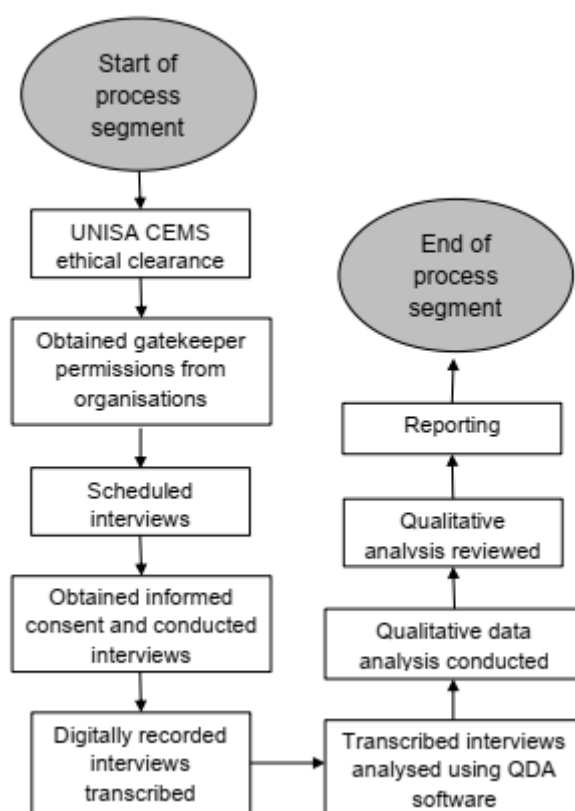 Start of
process
segment
UNISA CEMS
ethical clearance
Obtained gatekeeper
permissions from
organisations
Scheduled
interviews
Obtained informed
consent and conducted
interviews
Digitally recorded
interviews
transcribed
Transcribed interviews
analysed using QDA
software
Qualitative data
analysis conducted
Qualitative
analysis reviewed
Reporting
End of
process
segment